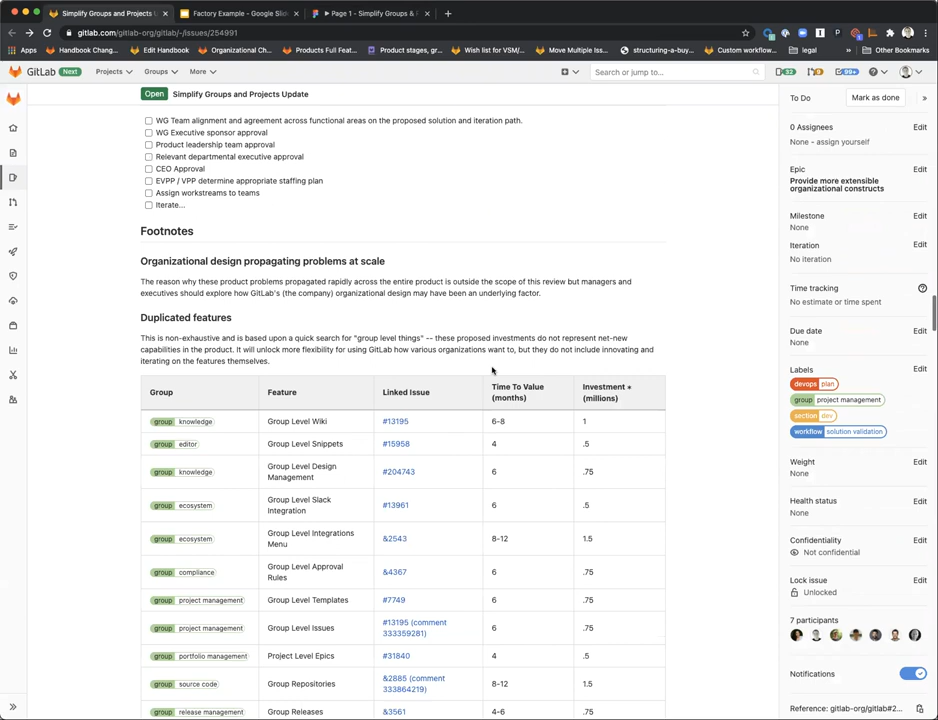 Simplify Groups and Projects U
Factory Example - Google Slid
Page 1 - Simplify Groups & P
gitlab.com/gitlab-org/gitlab/-/issues/254991
Apps
Handbook Chang...
Edit Handbook
Organizational Ch...
Products Full Feat...
Product stages, gr...
Wish list for VSM/...
Move Multiple Iss...
structuring-a-buy...
Custom workflow...
legal
»
Other Bookmarks
GitLab
Next
Projects
Groups
More
Search or jump to...
32
9
99+
Open
Simplify Groups and Projects Update
WG Team alignment and agreement across functional areas on the proposed solution and iteration path.
WG Executive sponsor approval
Product leadership team approval
Relevant departmental executive approval
CEO Approval
EVPP / VPP determine appropriate staffing plan
Assign workstreams to teams
Iterate...
Footnotes
Organizational design propagating problems at scale
The reason why these product problems propagated rapidly across the entire product is outside the scope of this review but managers and
executives should explore how GitLab's (the company) organizational design may have been an underlying factor.
Duplicated features
This is non-exhaustive and is based upon a quick search for "group level things" -- these proposed investments do not represent net-new
capabilities in the product. It will unlock more flexibility for using GitLab how various organizations want to, but they do not include innovating and
iterating on the features themselves.
Group Feature Linked Issue Time To Value (months) Investment * (millions)
group knowledge Group Level Wiki #13195 6-8 1
group editor Group Level Snippets #15958 4 .5
group knowledge Group Level Design Management #204743 6 .75
group ecosystem Group Level Slack Integration #13961 6 .5
group ecosystem Group Level Integrations Menu &2543 8-12 1.5
group compliance Group Level Approval Rules &4367 6 .75
group project management Group Level Templates #7749 6 .75
group project management Group Level Issues #13195 (comment 333359281) 6 .75
group portfolio management Project Level Epics #31840 4 .5
group source code Group Repositories &2885 (comment 333864219) 8-12 1.5
group release management Group Releases &3561 4-6 .75
To Do
Mark as done
»
0 Assignees
Edit
None - assign yourself
Epic
Edit
Provide more extensible
organizational constructs
Milestone
Edit
None
Iteration
Edit
No iteration
Time tracking
No estimate or time spent
Due date
Edit
None
Labels
Edit
devops plan
group project management
section dev
workflow solution validation
Weight
Edit
None
Health status
Edit
None
Confidentiality
Edit
Not confidential
Lock issue
Edit
Unlocked
7 participants
Notifications
Reference: gitlab-org/gitlab#2...